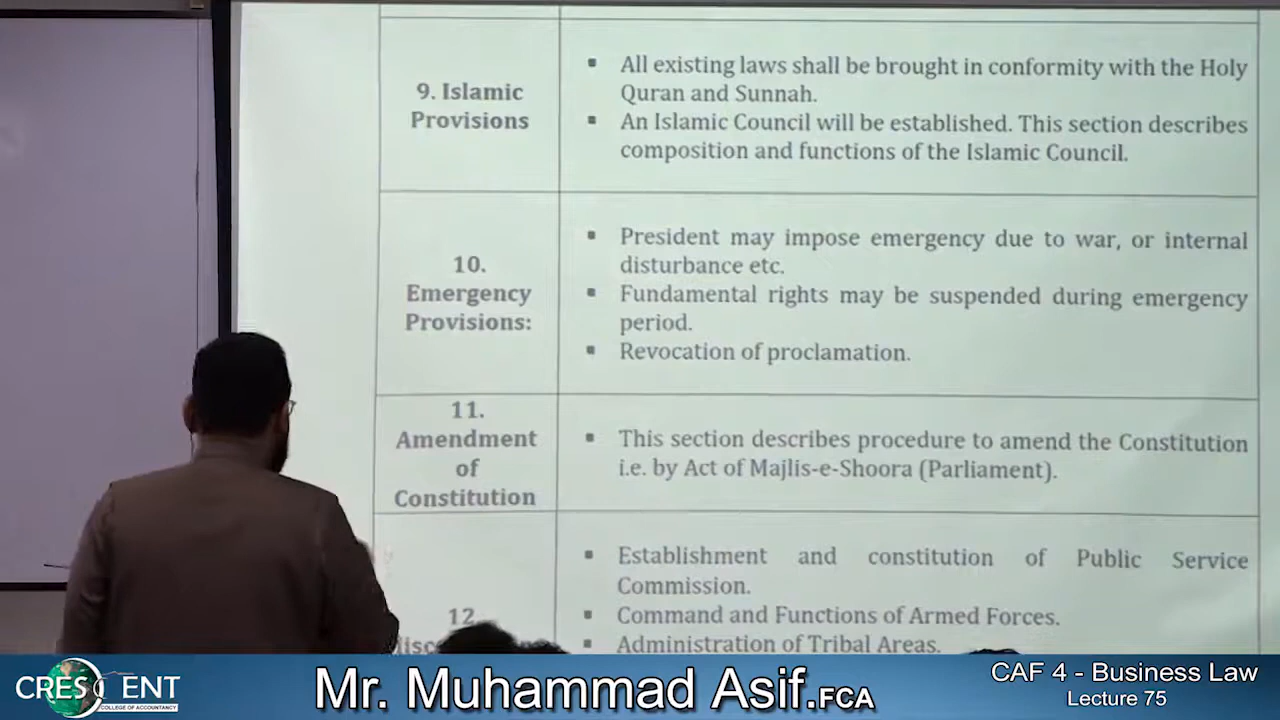 9. Islamic
Provisions
▪ All existing laws shall be brought in conformity with the Holy
Quran and Sunnah.
▪ An Islamic Council will be established. This section describes
composition and functions of the Islamic Council.
10.
Emergency
Provisions:
▪ President may impose emergency due to war, or internal
disturbance etc.
▪ Fundamental rights may be suspended during emergency
period.
▪ Revocation of proclamation.
11.
Amendment
of
Constitution
▪ This section describes procedure to amend the Constitution
i.e. by Act of Majlis-e-Shoora (Parliament).
12.
▪ Establishment and constitution of Public Service
Commission.
▪ Command and Functions of Armed Forces.
▪ Administration of Tribal Areas.
CRESCENT
COLLEGE OF ACCOUNTANCY
Mr. Muhammad Asif.FCA
CAF 4 - Business Law
Lecture 75